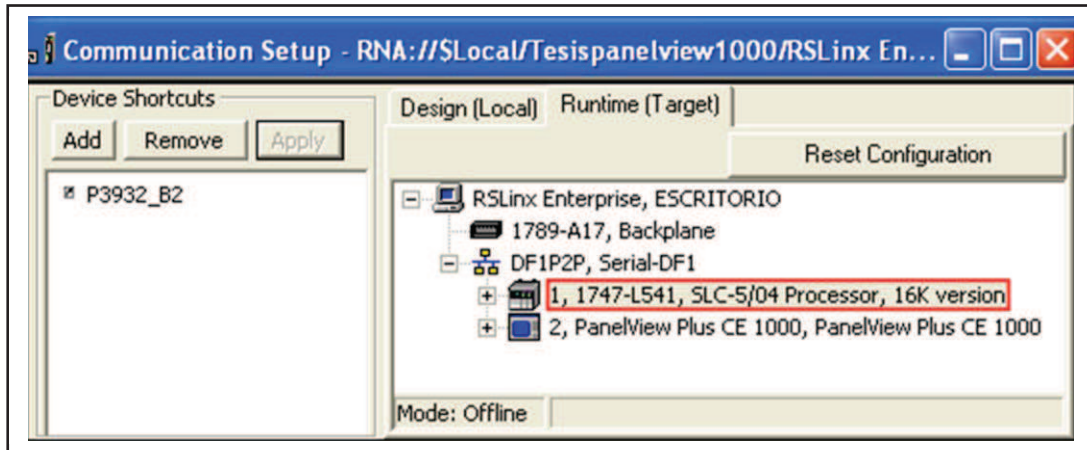 Communication Setup - RNA://$Local/Tesispanelview1000/RSLinx En...
Device Shortcuts
Add Remove Apply
P3932_B2
Design (Local) Runtime (Target)
Reset Configuration
RSLinx Enterprise, ESCRITORIO
1789-A17, Backplane
DF1P2P, Serial-DF1
1, 1747-L541, SLC-5/04 Processor, 16K version
2, PanelView Plus CE 1000, PanelView Plus CE 1000
Mode: Offline